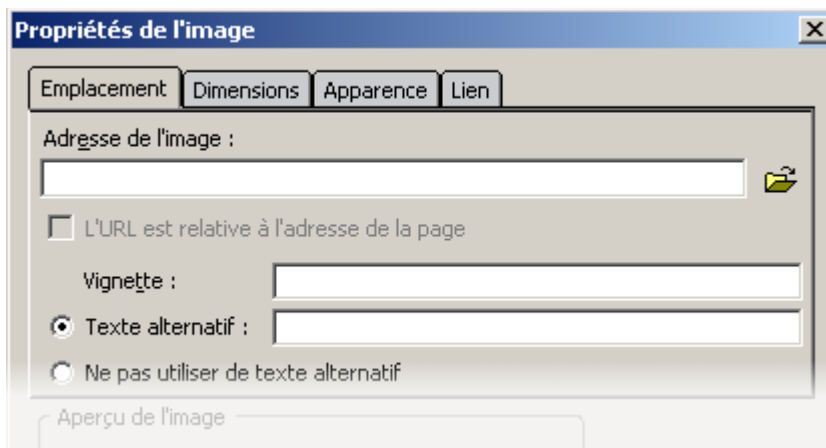 Propriétés de l'image
Emplacement Dimensions Apparence Lien
Adresse de l'image :
L'URL est relative à l'adresse de la page
Vignette :
Texte alternatif :
Ne pas utiliser de texte alternatif
Aperçu de l'image